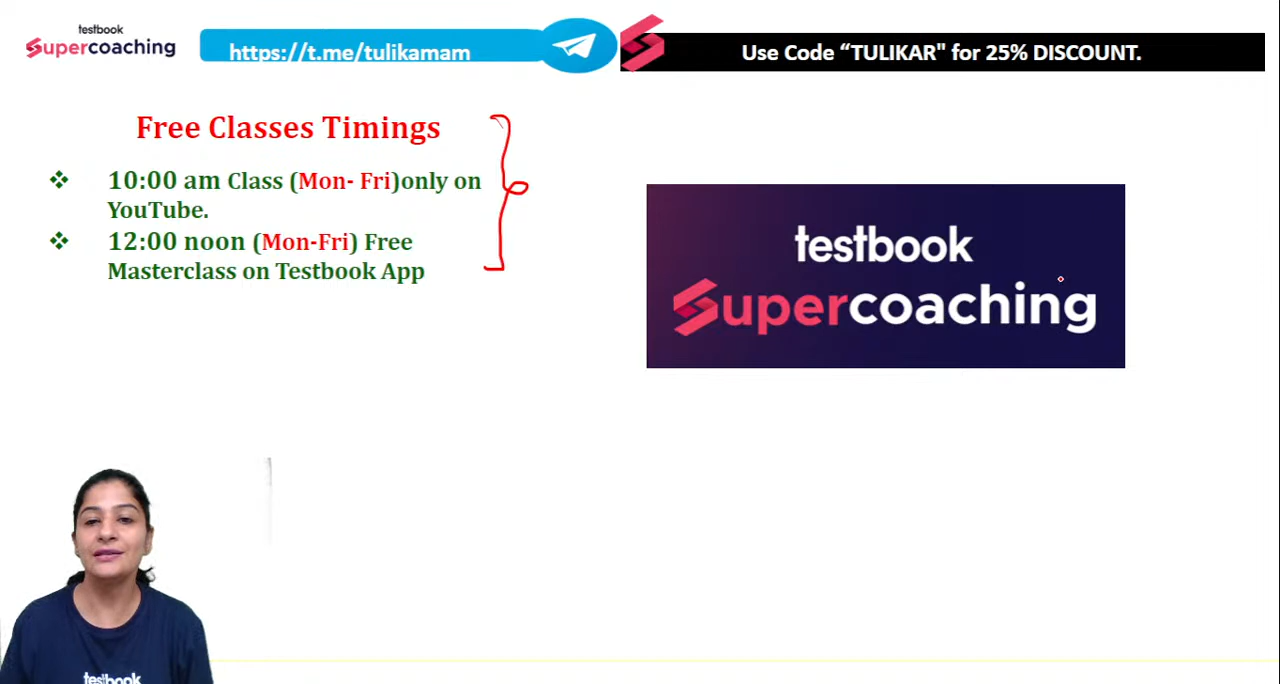 testbook
Supercoaching
https://t.me/tulikamam
Use Code “TULIKAR" for 25% DISCOUNT.
Free Classes Timings
10:00 am Class (Mon- Fri)only on
YouTube.
12:00 noon (Mon-Fri) Free
Masterclass on Testbook App
testbook
Supercoaching
testbook